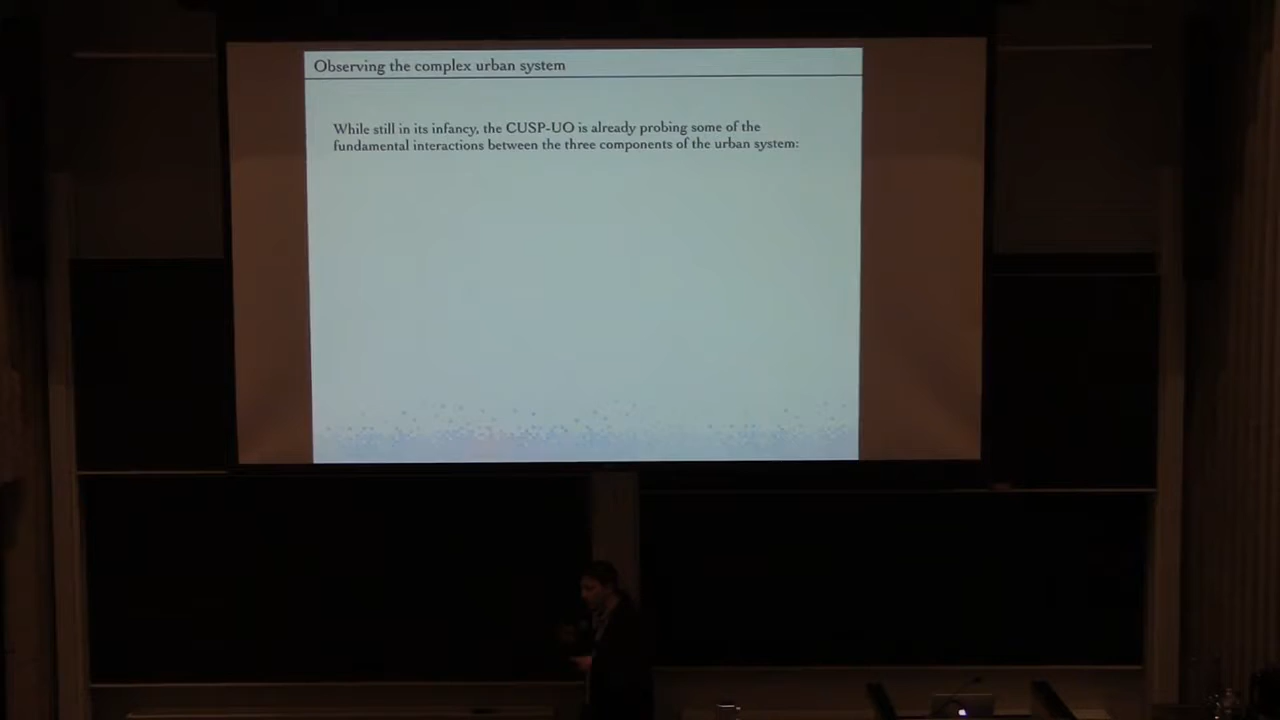 Observing the complex urban system
While still in its infancy, the CUSP-UO is already probing some of the
fundamental interactions between the three components of the urban system: